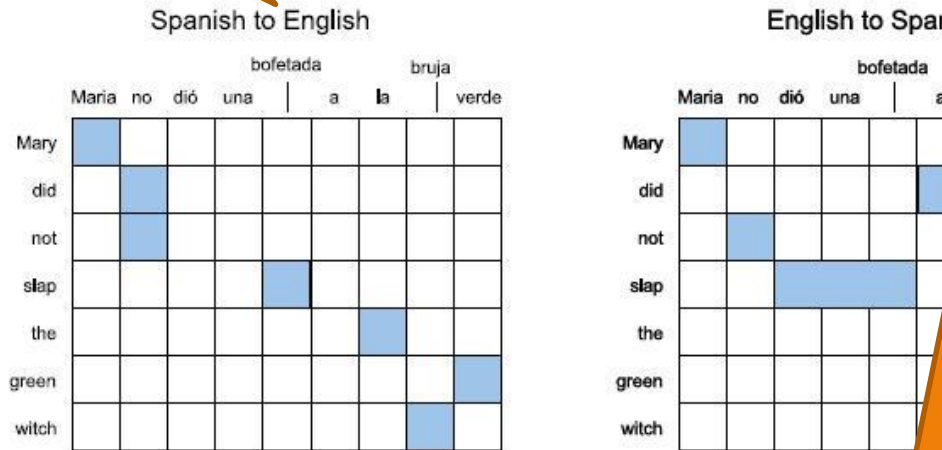 Spanish to English
bofetada bruja
Maria no dió una a la verde
Mary
did
not
slap
the
green
witch
English to Spa
bofetada
Maria no dió una a
Mary
did
not
slap
the
green
witch